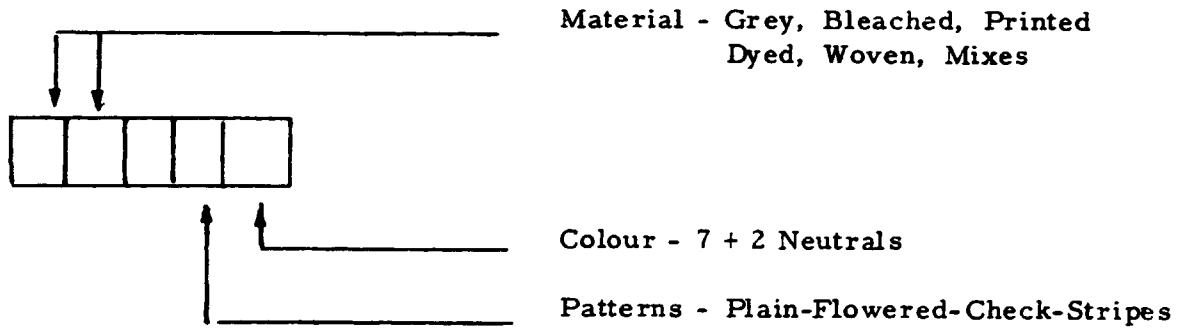 Material - Grey, Bleached, Printed
Dyed, Woven, Mixes
Colour - 7 + 2 Neutrals
Patterns - Plain-Flowered-Check-Stripes